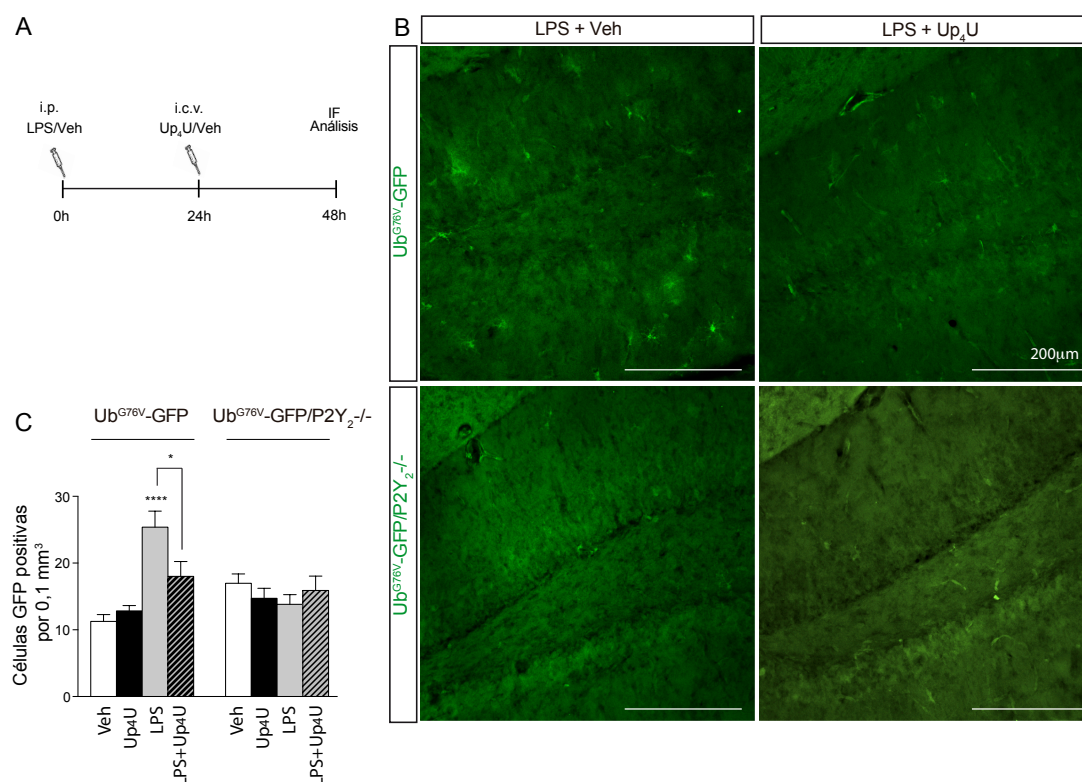 A
i.p.
LPS/Veh
i.c.v.
Up₄U/Veh
IF
Análisis
0h
24h
48h
B
LPS + Veh
LPS + Up₄U
Ubᴳ⁷⁶ⱽ-GFP
200μm
Ubᴳ⁷⁶ⱽ-GFP/P2Y₂-/-
C
Ubᴳ⁷⁶ⱽ-GFP
Ubᴳ⁷⁶ⱽ-GFP/P2Y₂-/-
*
****
30
20
10
0
Células GFP positivas
por 0,1 mm³
Veh
Up4U
LPS
LPS+Up4U
Veh
Up4U
LPS
LPS+Up4U